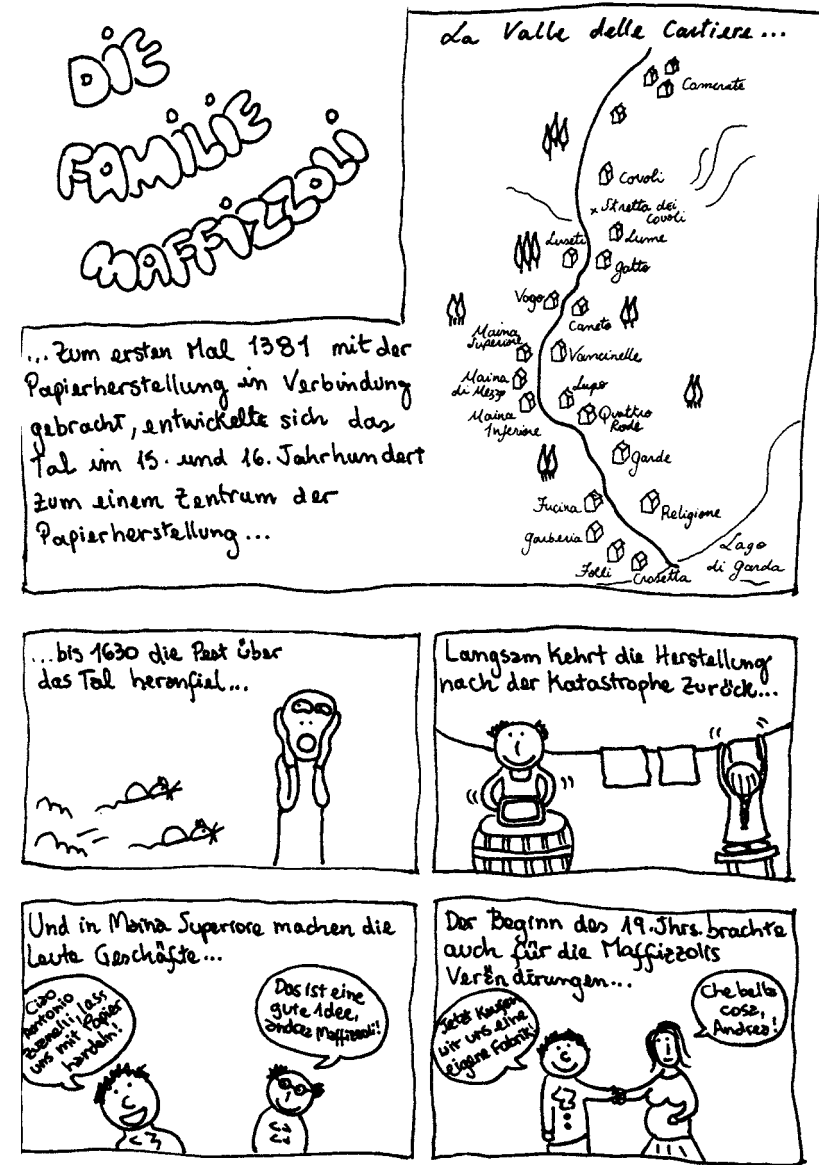 DIE
FAMILIE
MAFFIZZOLI
La Valle delle Cartiere...
Camerate
Covoli
x Stretta dei
Covoli
Luseti
Lume
Gatto
Vago
Caneto
Maina
Superiore
Vancinelle
Maina
di Mezzo
Lupo
Maina
Inferiore
Quattro
Rode
Garde
Fucina
Religione
Garberia
Folli
Crosetta
Lago
di Garda
...Zum ersten Mal 1381 mit der
Papierherstellung in Verbindung
gebracht, entwickelte sich das
Tal im 15. und 16. Jahrhundert
zum einem Zentrum der
Papierherstellung...
...bis 1630 die Pest über
das Tal hereinfiel...
Langsam kehrt die Herstellung
nach der Katastrophe zurück...
Und in Maina Superiore machen die
Leute Geschäfte...
Ciao
Antonio
lass
uns mit Papier
handeln!
Das ist eine
gute Idee,
Andrea Maffizzoli!
Der Beginn des 19. Jhrs. brachte
auch für die Maffizzolis
Veränderungen...
Jetzt kaufen
wir uns eine
eigene Fabrik!
Che bella
cosa,
Andrea!